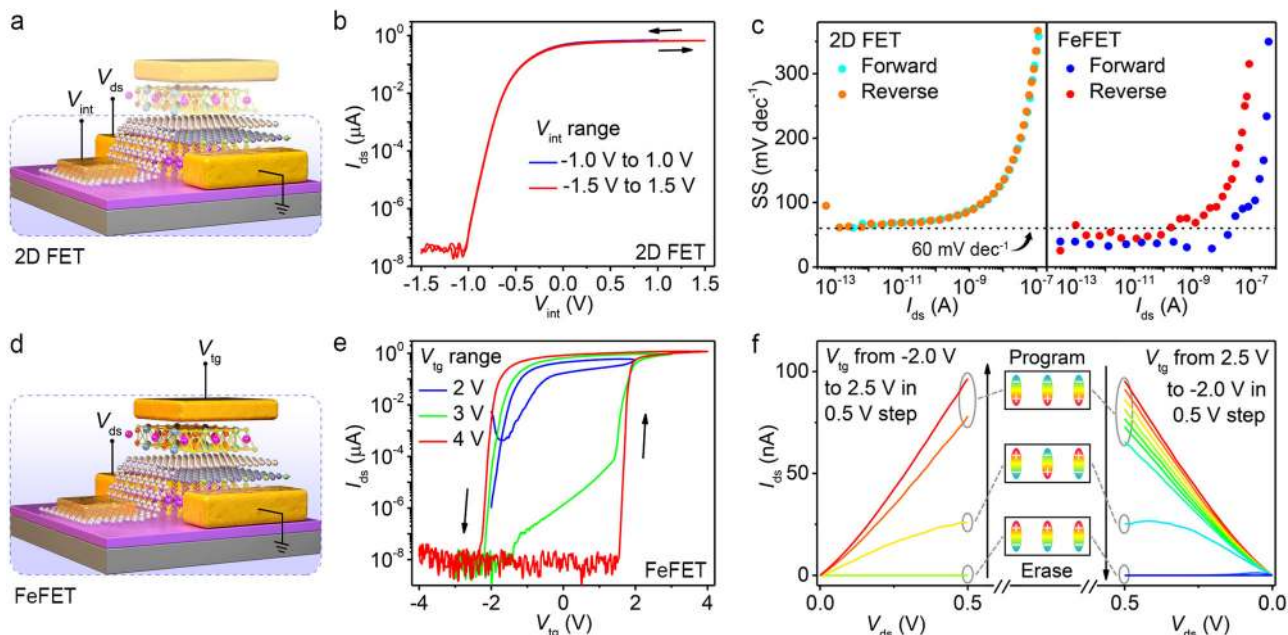 a
V_ds
V_int
2D FET
b
I_ds (μA)
10^0
10^-2
10^-4
10^-6
10^-8
V_int range
-1.0 V to 1.0 V
-1.5 V to 1.5 V
2D FET
-1.5 -1.0 -0.5 0.0 0.5 1.0 1.5
V_int (V)
c
SS (mV dec⁻¹)
300
200
100
0
2D FET
Forward
Reverse
FeFET
Forward
Reverse
60 mV dec⁻¹
10^-13 10^-11 10^-9 10^-7 10^-13 10^-11 10^-9 10^-7
I_ds (A) I_ds (A)
d
V_tg
V_ds
FeFET
e
I_ds (μA)
10^0
10^-2
10^-4
10^-6
10^-8
V_tg range
2 V
3 V
4 V
FeFET
-4 -2 0 2 4
V_tg (V)
f
I_ds (nA)
100
50
0
V_tg from -2.0 V
to 2.5 V in
0.5 V step
Program
Erase
V_tg from 2.5 V
to -2.0 V in
0.5 V step
0.0 0.5 // // 0.5 0.0
V_ds (V) V_ds (V)